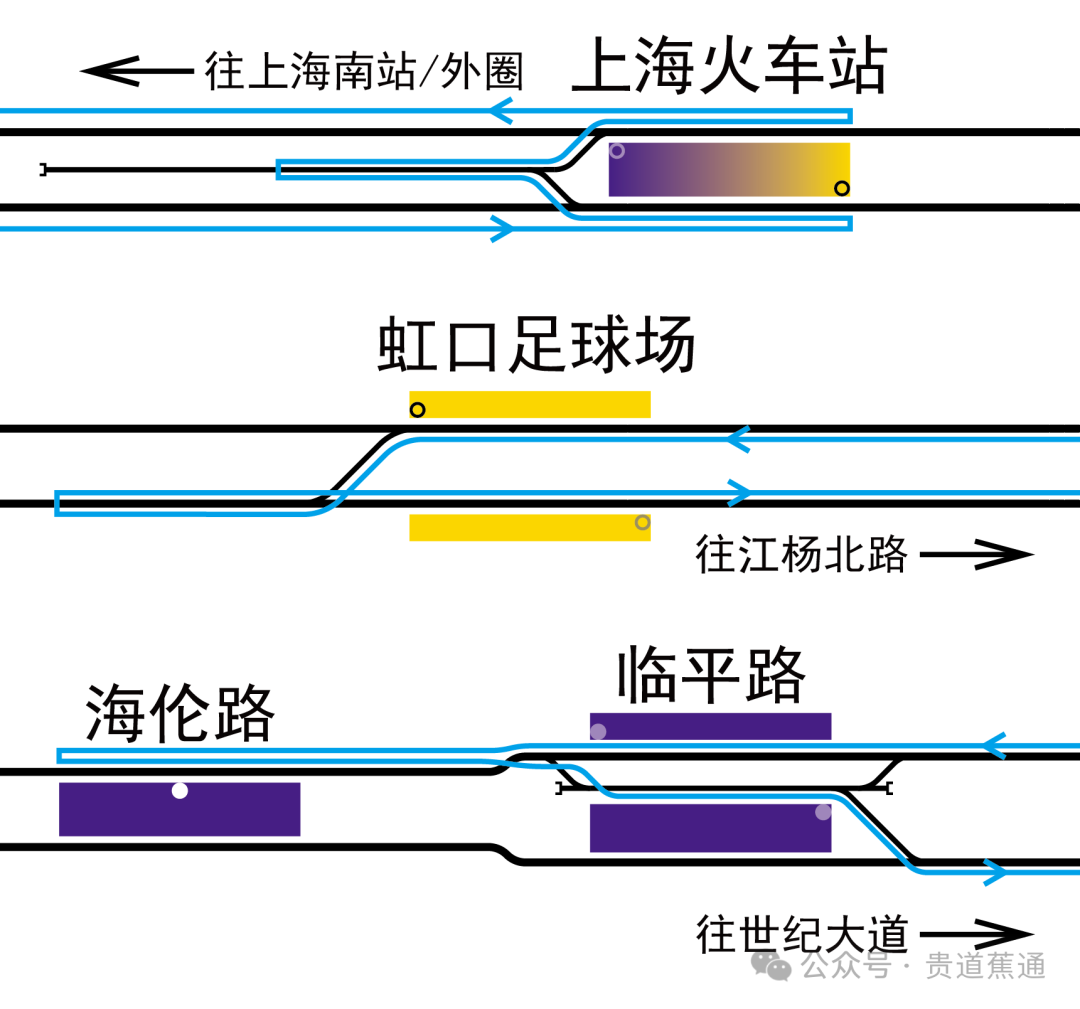 往上海南站/外圈
上海火车站
虹口足球场
往江杨北路
临平路
海伦路
往世纪大道
公众号·贵道蕉通